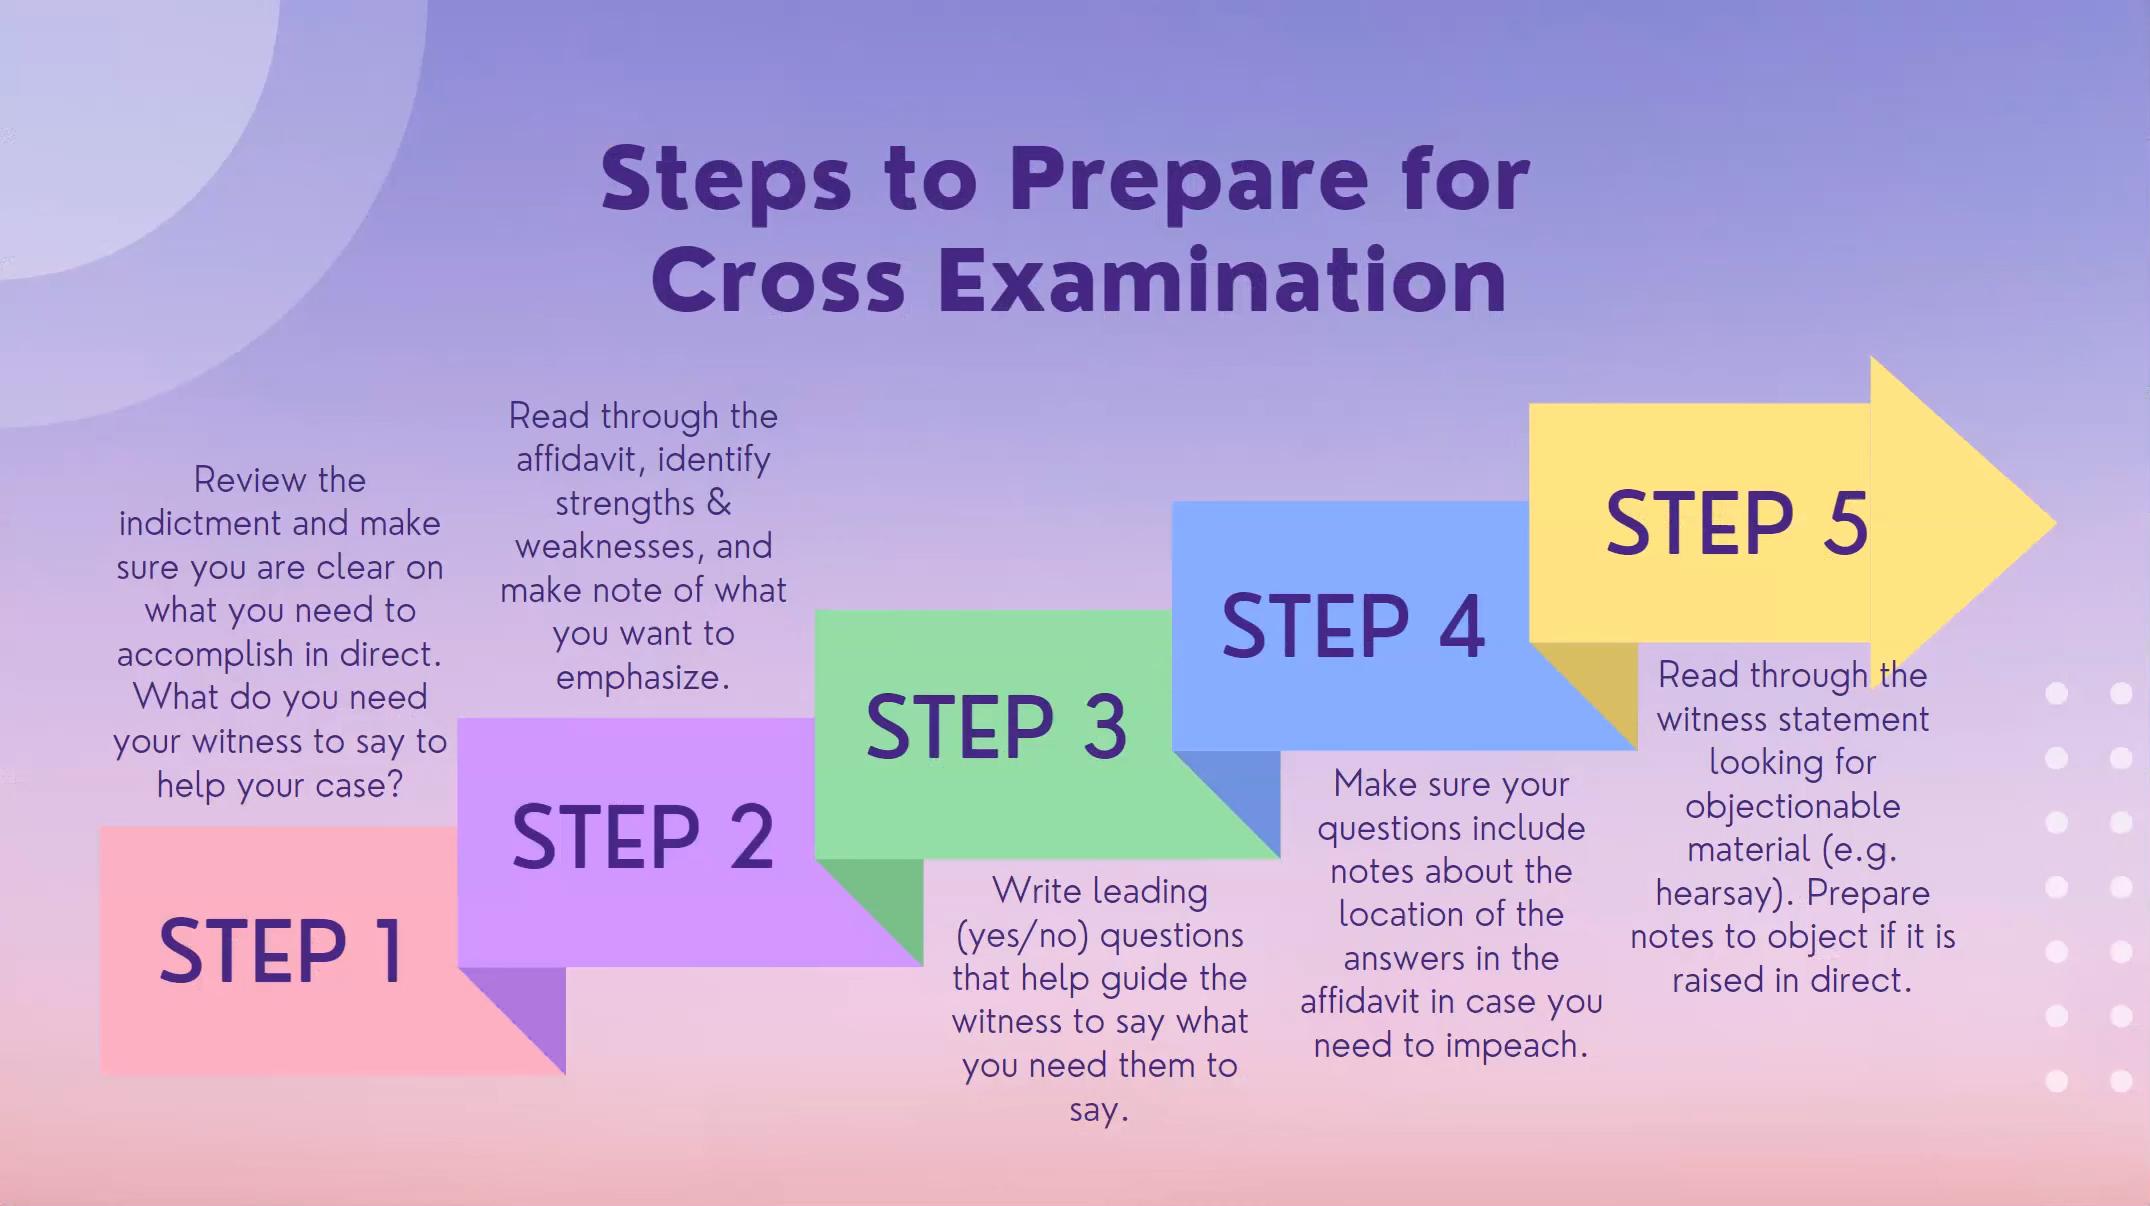 Steps to Prepare for
Cross Examination
Review the
indictment and make
sure you are clear on
what you need to
accomplish in direct.
What do you need
your witness to say to
help your case?
STEP 1
Read through the
affidavit, identify
strengths &
weaknesses, and
make note of what
you want to
emphasize.
STEP 2
STEP 3
Write leading
(yes/no) questions
that help guide the
witness to say what
you need them to
say.
STEP 4
Make sure your
questions include
notes about the
location of the
answers in the
affidavit in case you
need to impeach.
STEP 5
Read through the
witness statement
looking for
objectionable
material (e.g.
hearsay). Prepare
notes to object if it is
raised in direct.